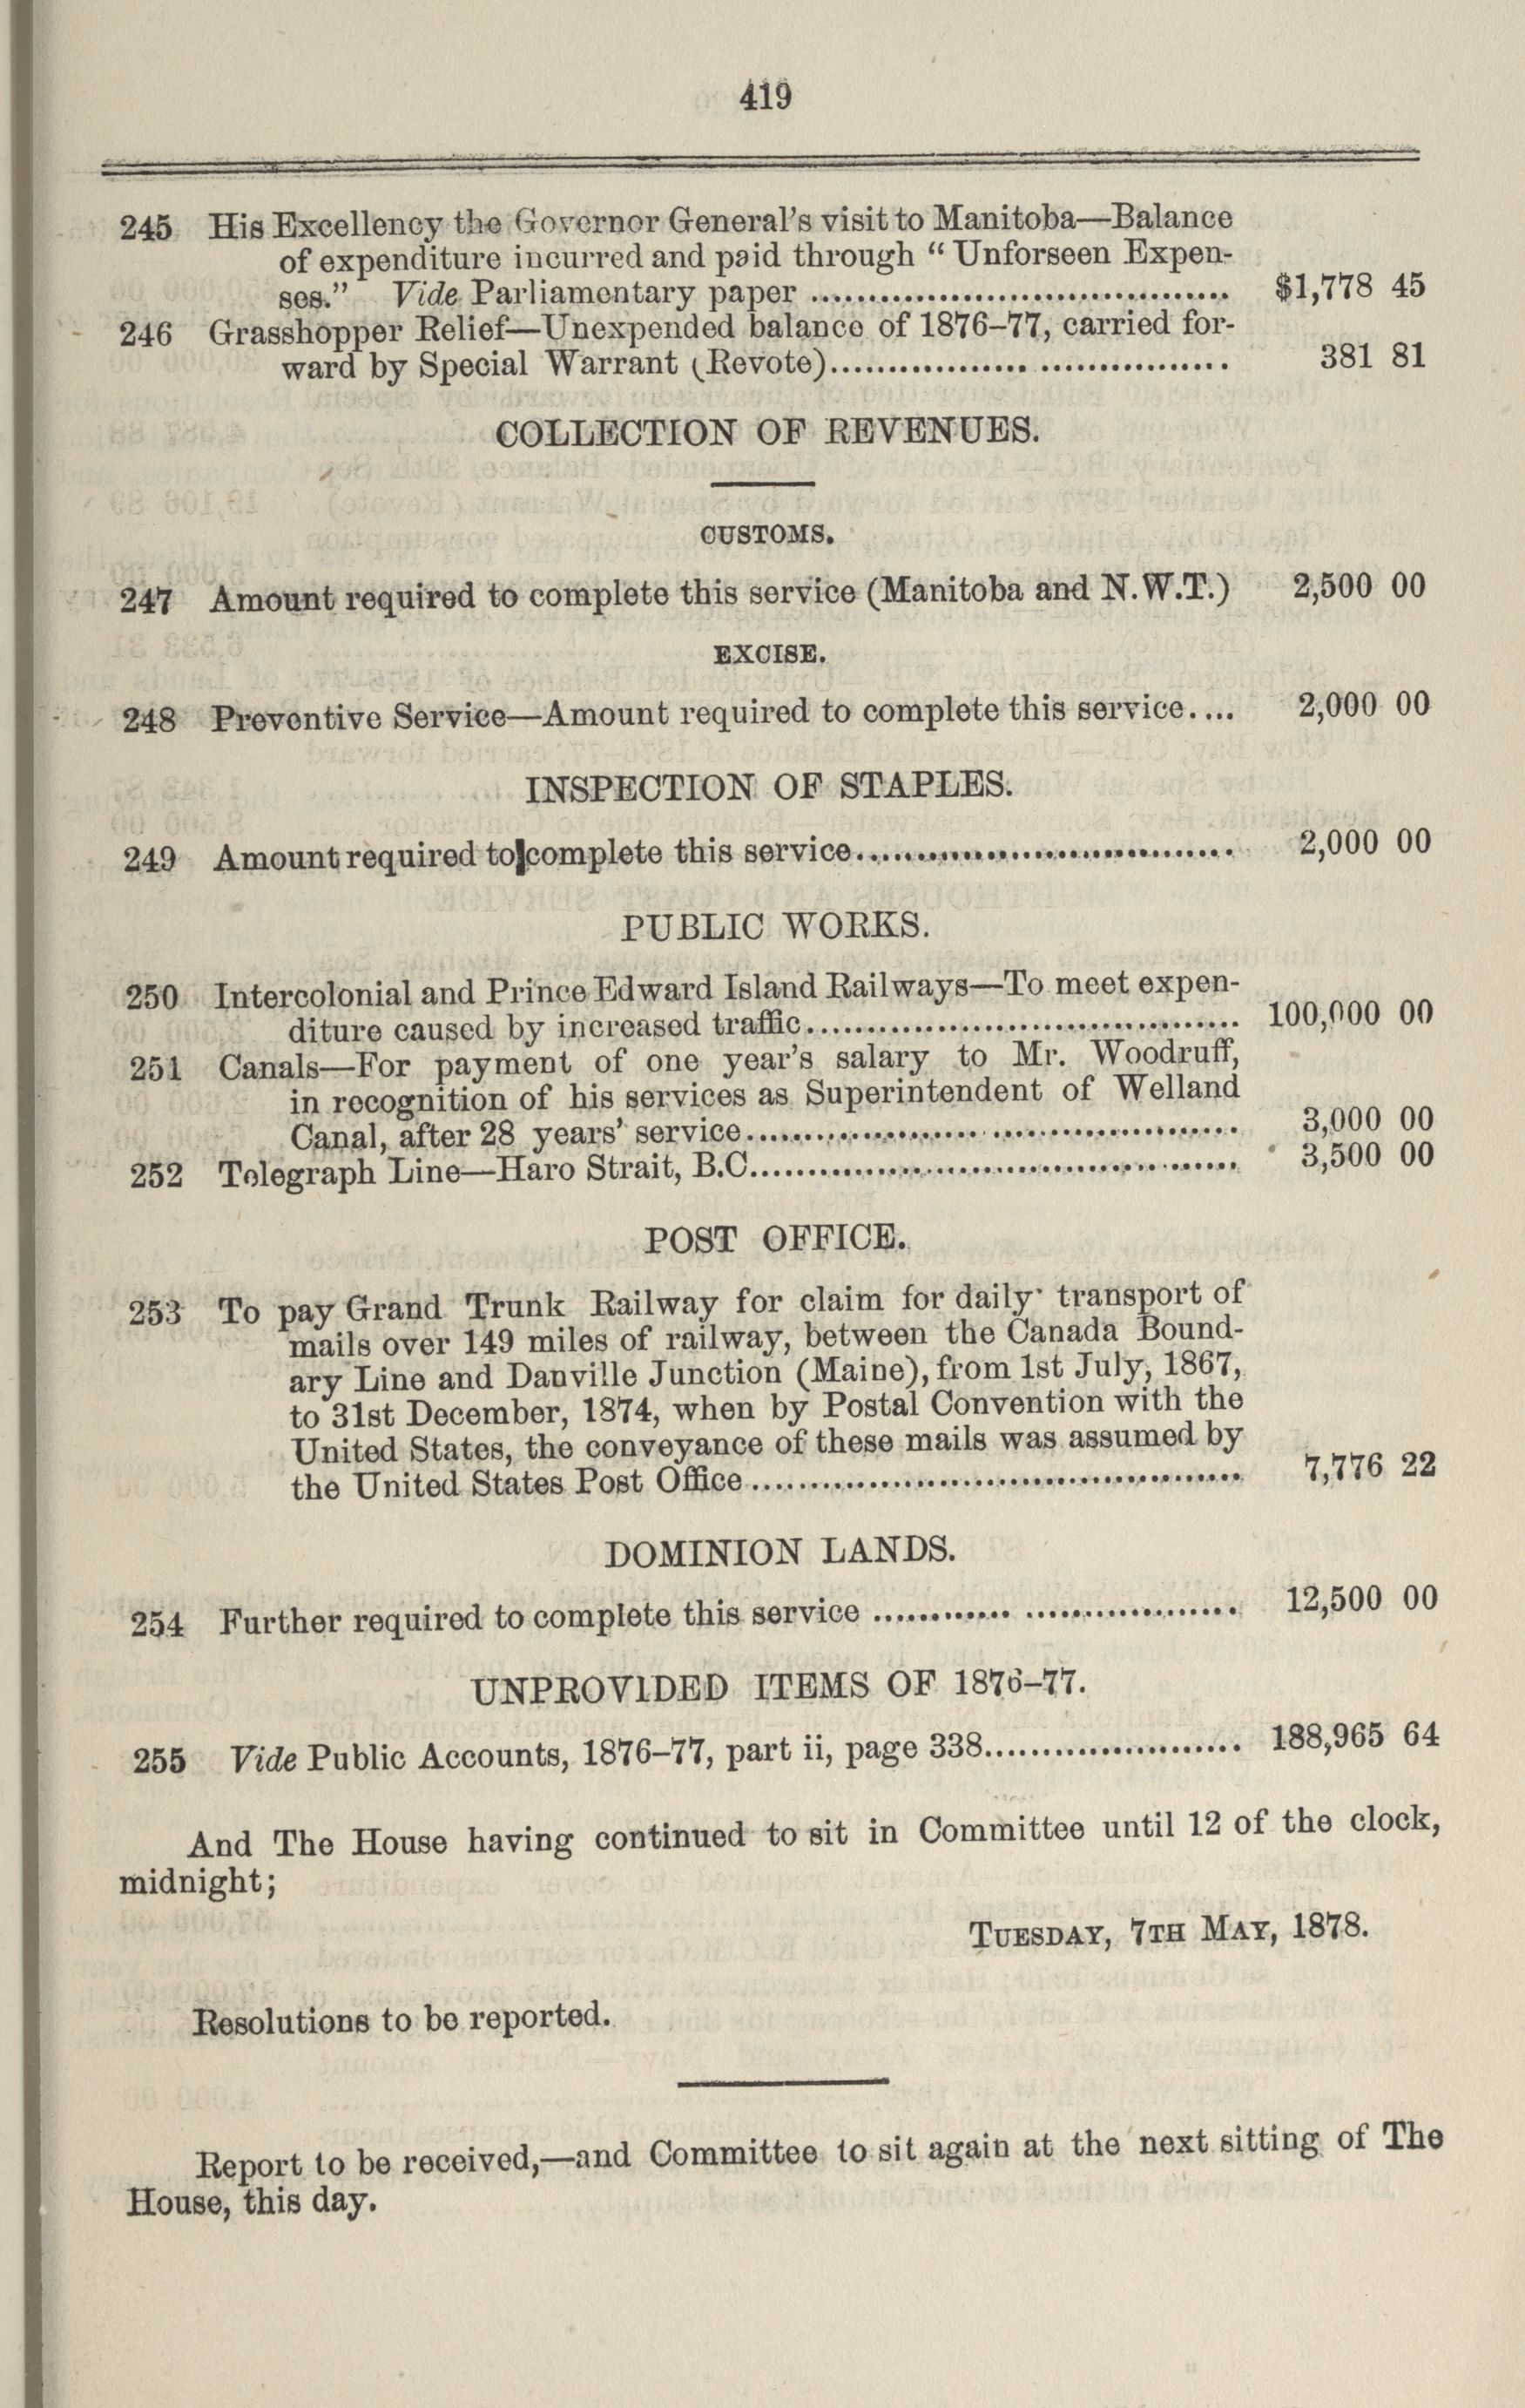 419
245 His Excellency the Governor General's visit to Manitoba—Balance
of expenditure incurred and paid through “ Unforseen Expen-
ses.” Vide Parliamentary paper ........................................ $1,778 45
246 Grasshopper Relief—Unexpended balance of 1876–77, carried for-
ward by Special Warrant (Revote)................. ................ 381 81
COLLECTION OF REVENUES.
CUSTOMS.
247 Amount required to complete this service (Manitoba and N.W.T.) 2,500 00
EXCISE.
248 Preventive Service—Amount required to complete this service.... 2,000 00
INSPECTION OF STAPLES.
249 Amount required to complete this service.................................. 2,000 00
PUBLIC WORKS.
250 Intercolonial and Prince Edward Island Railways—To meet expen-
diture caused by increased traffic....................................... 100,000 00
251 Canals—For payment of one year's salary to Mr. Woodruff,
in recognition of his services as Superintendent of Welland
Canal, after 28 years' service..................... ...................... 3,000 00
252 Telegraph Line—Haro Strait, B.C............................................ 3,500 00
POST OFFICE.
253 To pay Grand Trunk Railway for claim for daily transport of
mails over 149 miles of railway, between the Canada Bound-
ary Line and Danville Junction (Maine), from 1st July, 1867,
to 31st December, 1874, when by Postal Convention with the
United States, the conveyance of these mails was assumed by
the United States Post Office............................................ 7,776 22
DOMINION LANDS.
254 Further required to complete this service ............ ................... 12,500 00
UNPROVIDED ITEMS OF 1876–77.
255 Vide Public Accounts, 1876–77, part ii, page 338...................... 188,965 64
And The House having continued to sit in Committee until 12 of the clock,
midnight;
TUESDAY, 7TH MAY, 1878.
Resolutions to be reported.
Report to be received,—and Committee to sit again at the next sitting of The
House, this day.